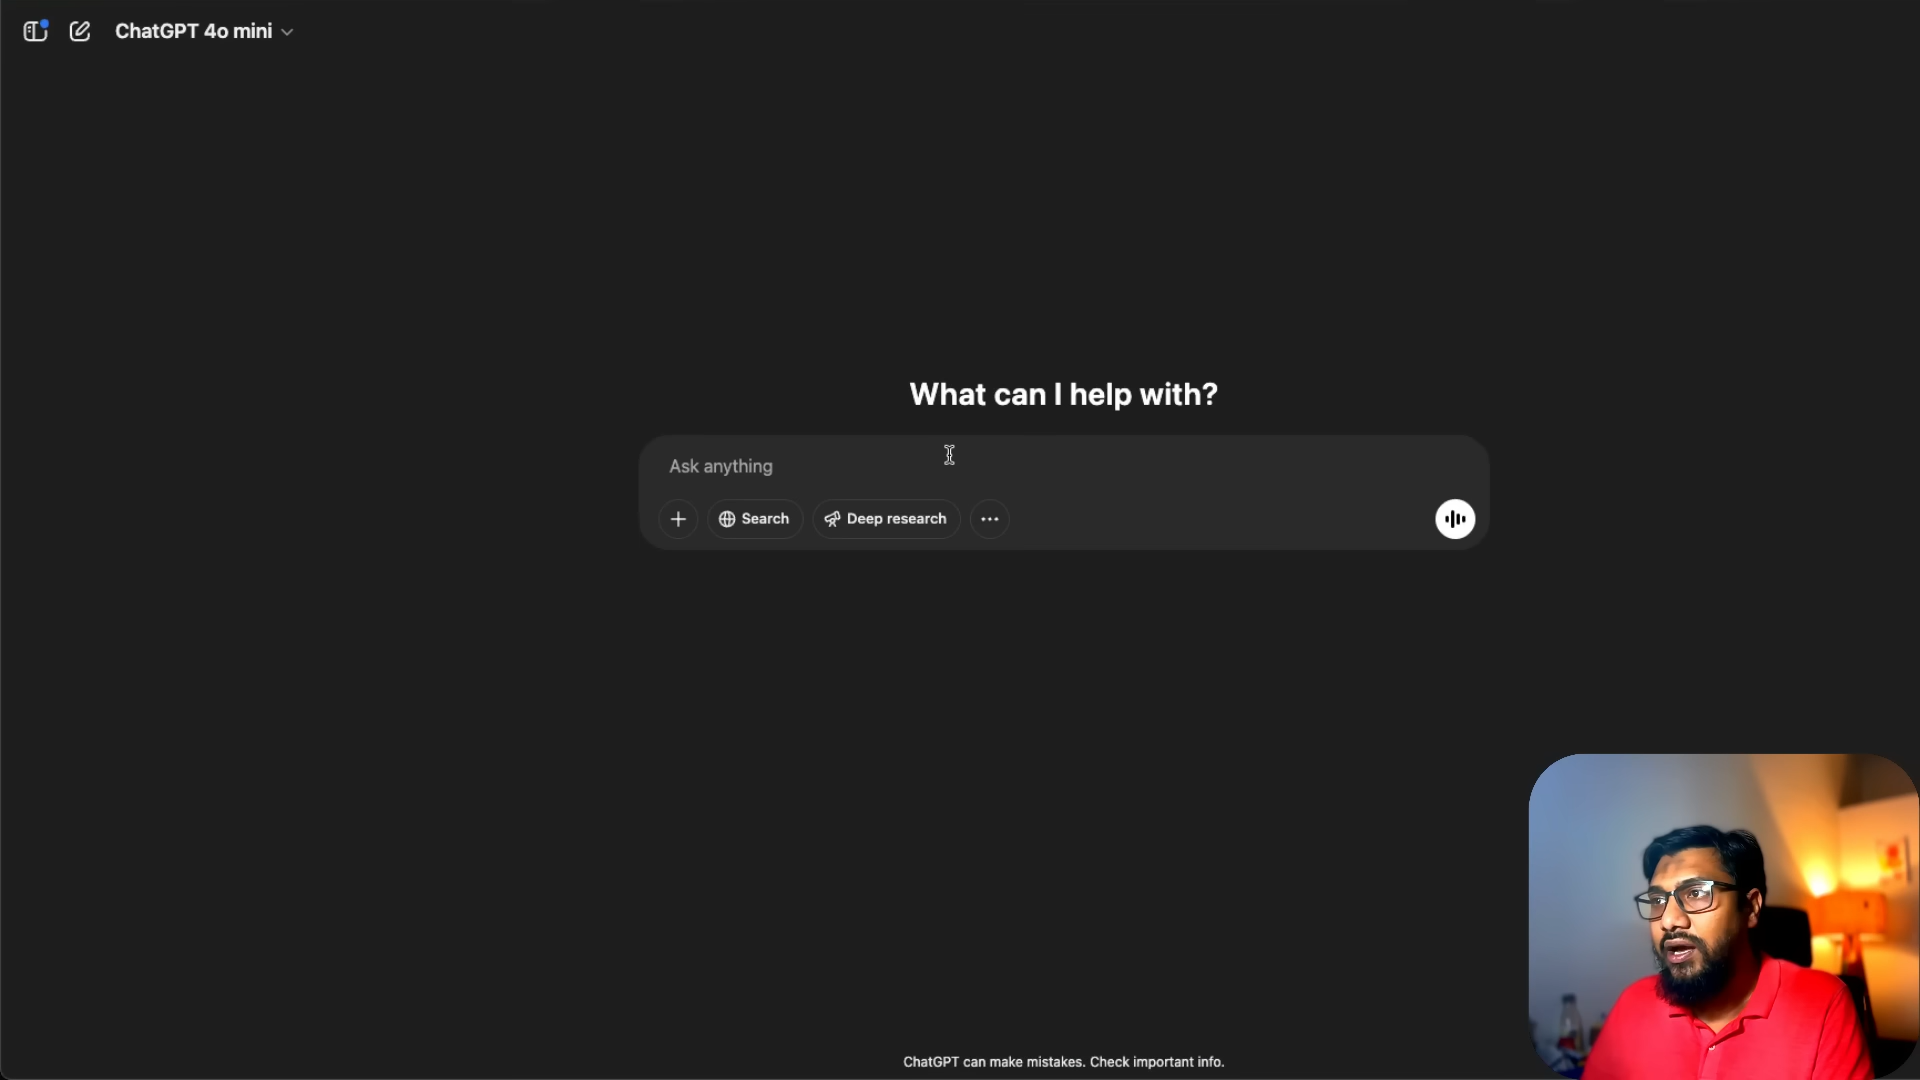 ChatGPT 4o mini
What can I help with?
Ask anything
Search
Deep research
ChatGPT can make mistakes. Check important info.